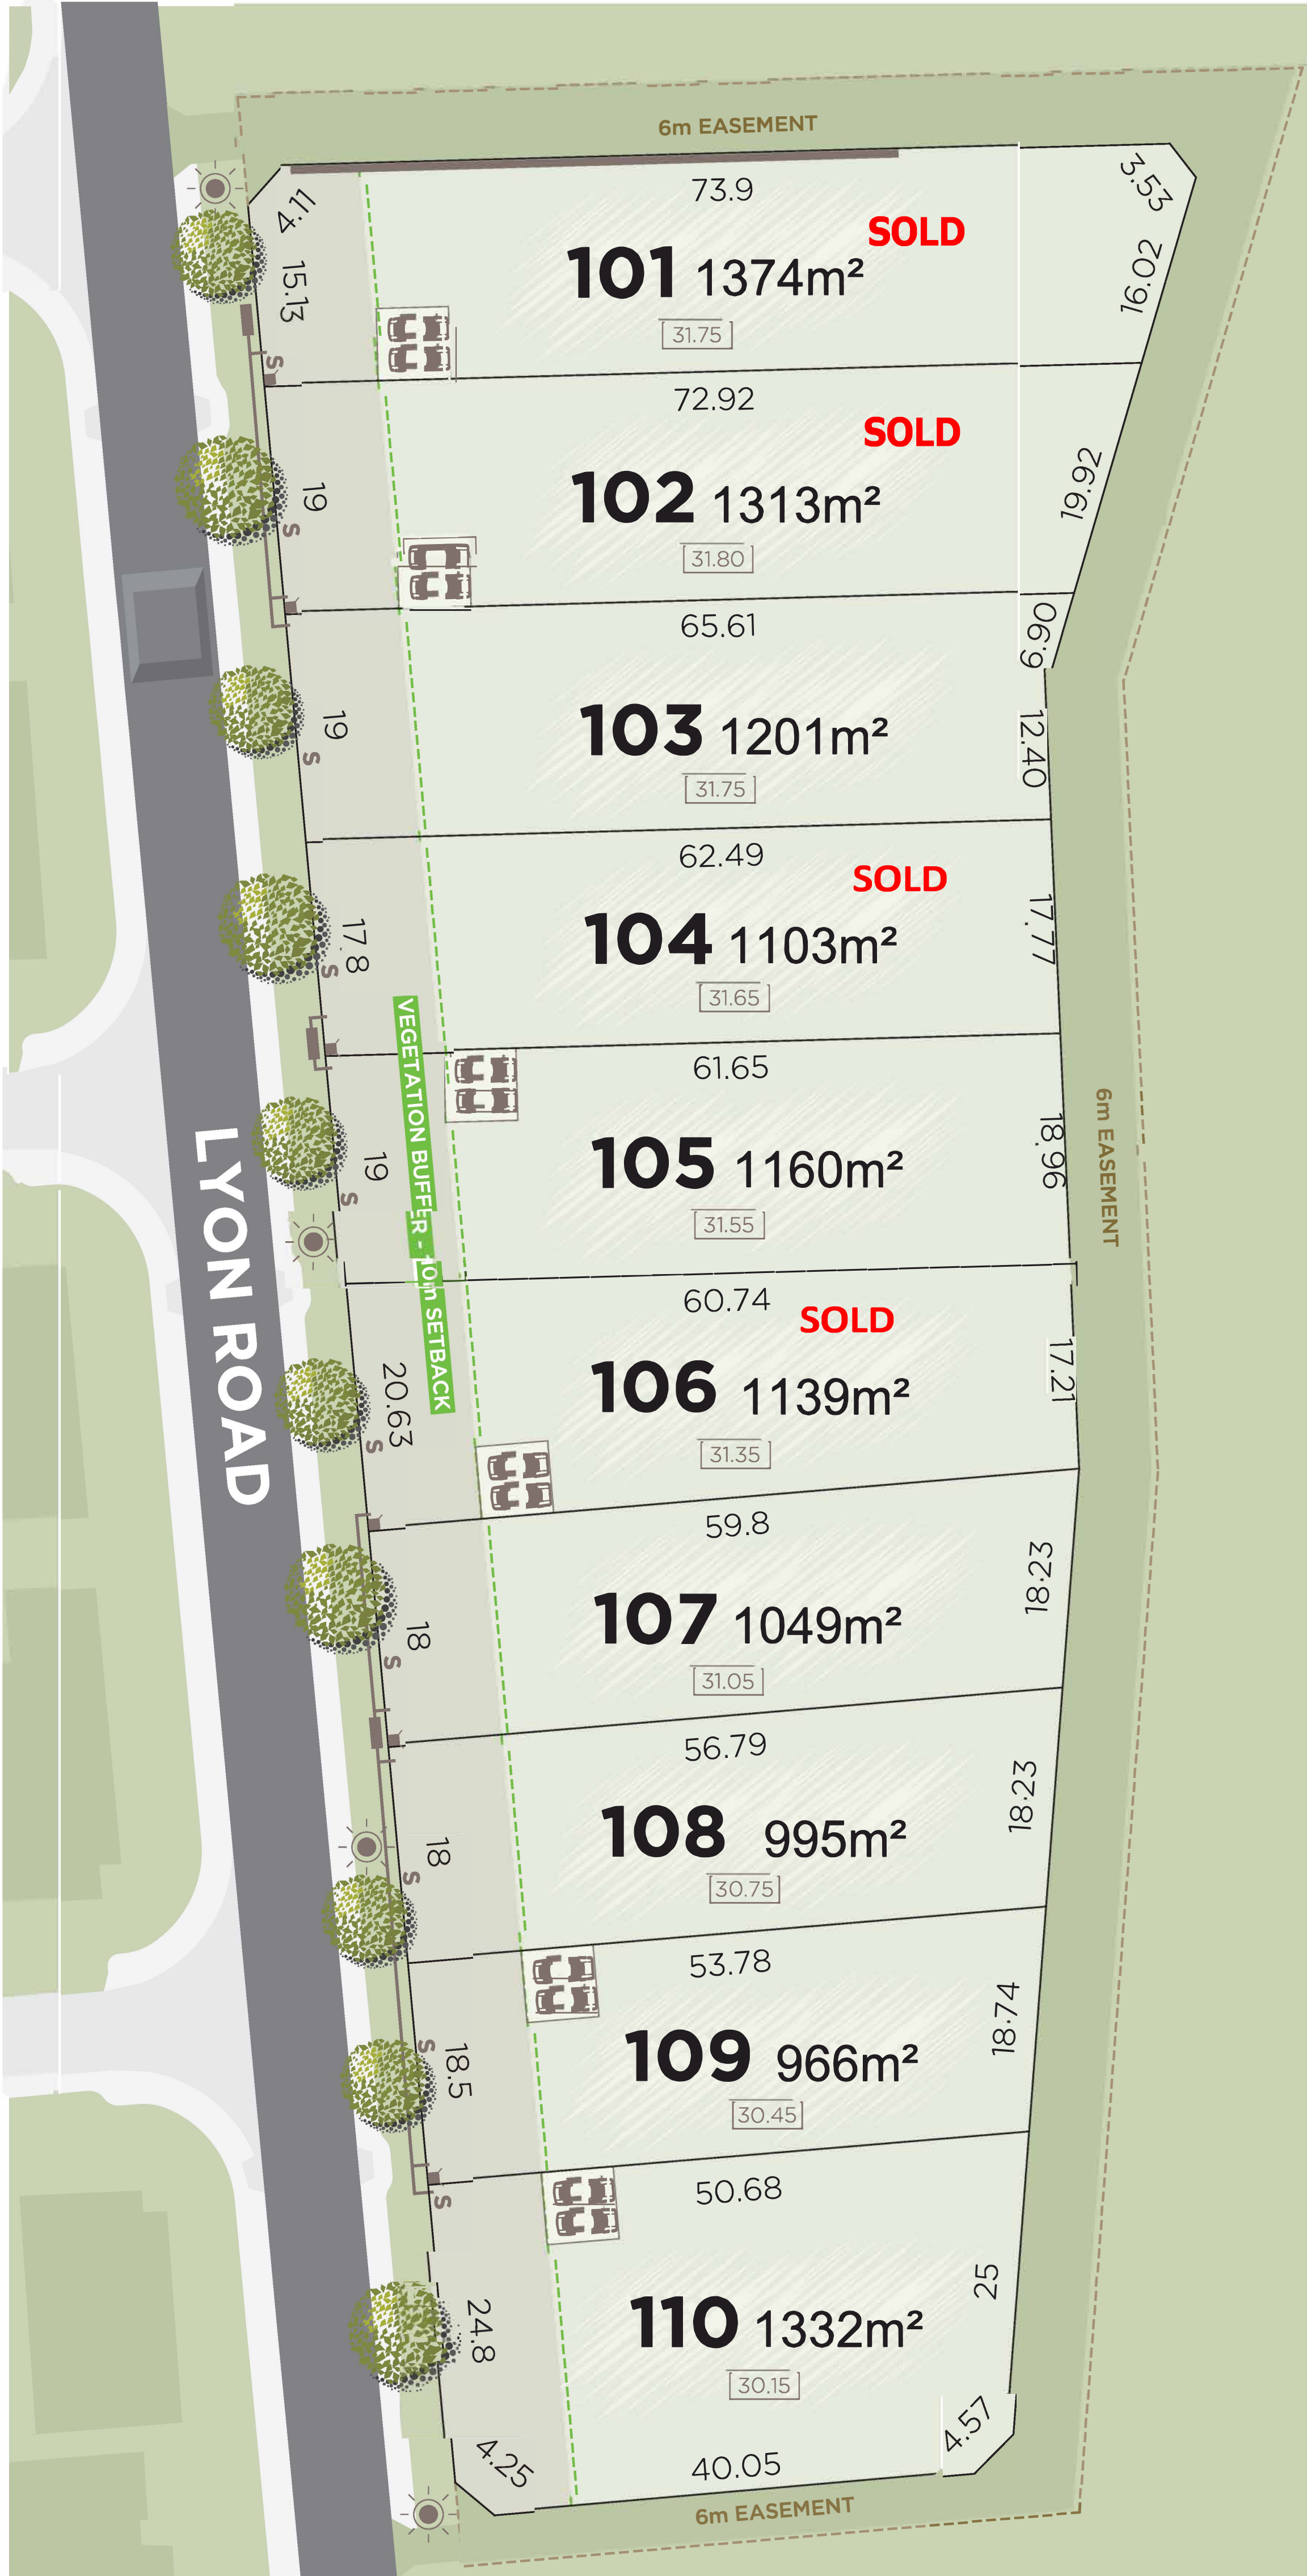 6m EASEMENT
4.11
73.9
3.53
SOLD
15.13
101 1374m²
16.02
31.75
S
72.92
SOLD
19
102 1313m²
19.92
S
31.80
65.61
6.90
19
103 1201m²
12.40
S
31.75
62.49
SOLD
17.8
104 1103m²
17.77
S
31.65
VEGETATION BUFFER - 10m SETBACK
61.65
6m EASEMENT
LYON ROAD
19
105 1160m²
18.96
S
31.55
60.74
SOLD
20.63
106 1139m²
17.21
S
31.35
59.8
18
107 1049m²
18.23
S
31.05
56.79
18
108 995m²
18.23
S
30.75
53.78
18.5
109 966m²
18.74
S
30.45
50.68
S
24.8
110 1332m²
25
30.15
4.25
40.05
4.57
6m EASEMENT